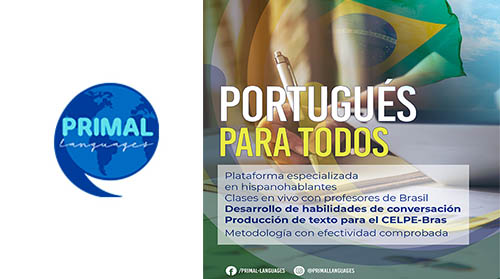 PRIMAL
Languages
PORTUGUÉS
PARA TODOS
Plataforma especializada
en hispanohablantes
Clases en vivo con profesores de Brasil
Desarrollo de habilidades de conversación
Producción de texto para el CELPE-Bras
Metodología con efectividad comprobada
/PRIMAL-LANGUAGES @PRIMALLANGUAGES